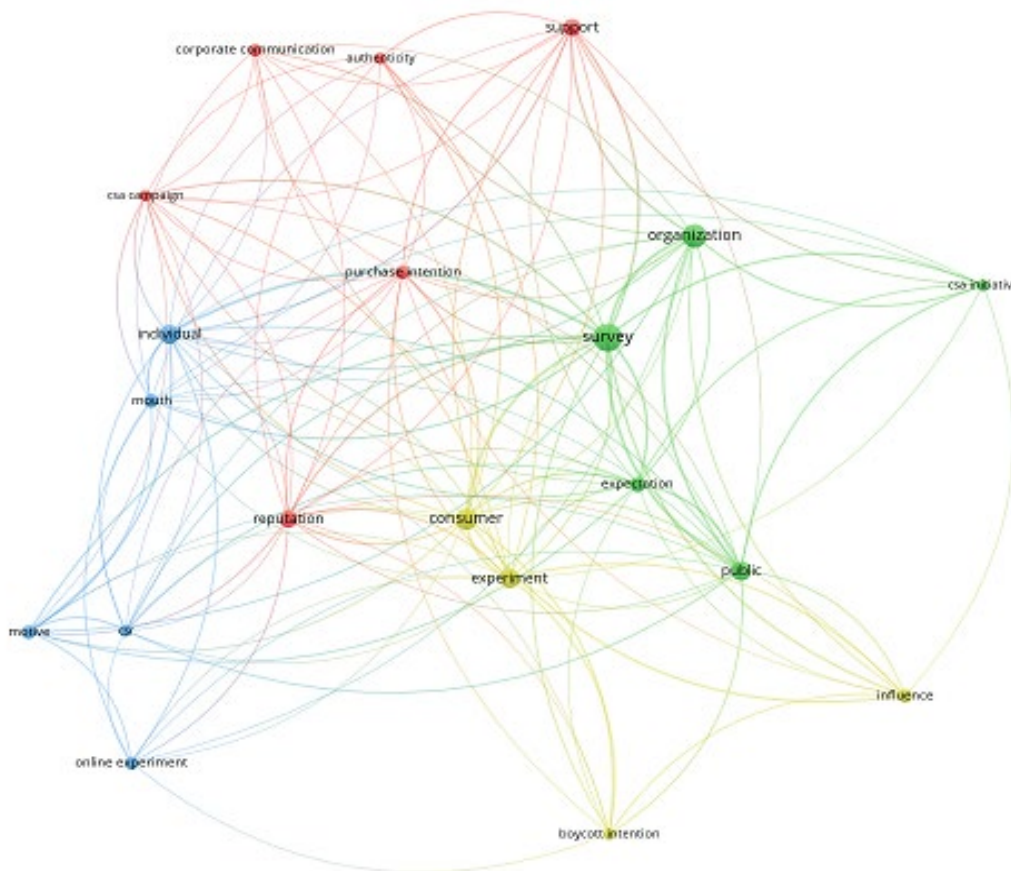 support
corporate communication
authenticity
csa campaign
organization
purchase intention
csa initiativ
individual
survey
mouth
expectation
reputation
consumer
public
experiment
motive
influence
online experiment
boycott intention